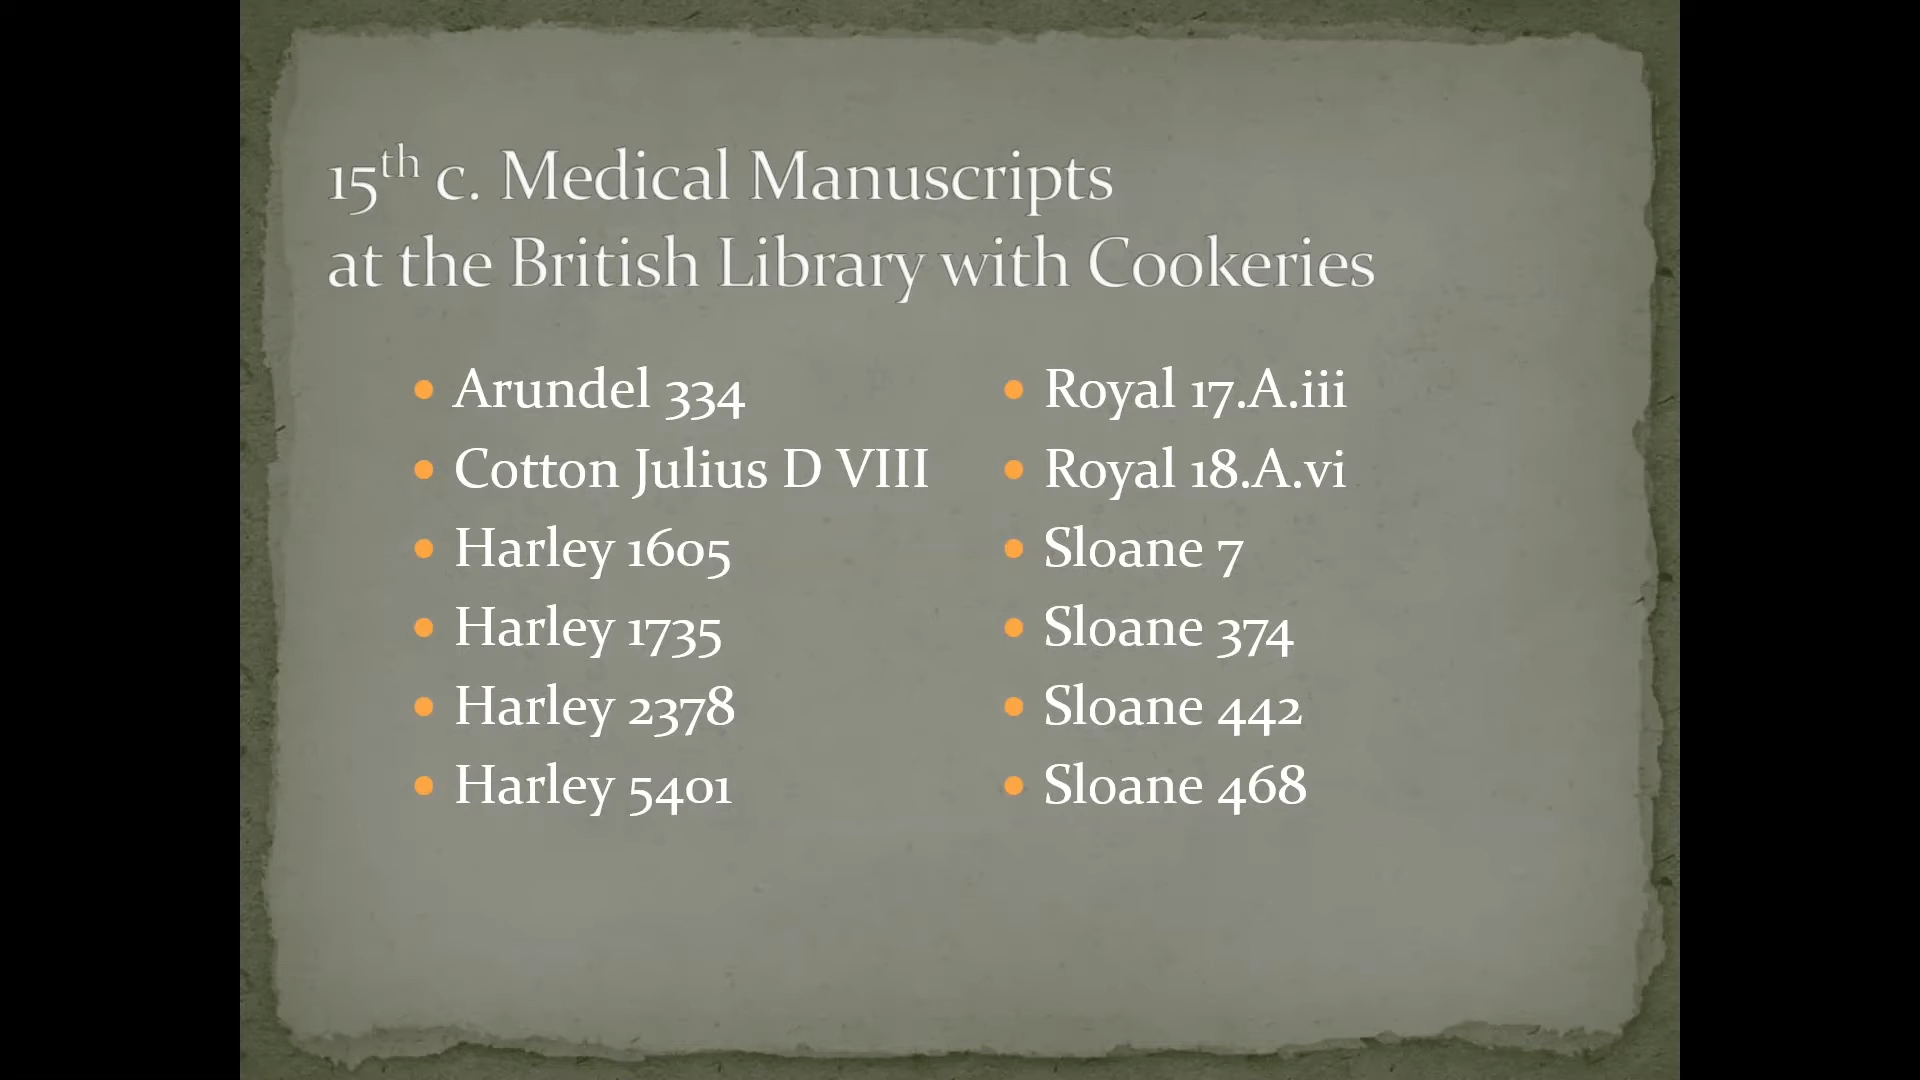 15th c. Medical Manuscripts
at the British Library with Cookeries
• Arundel 334
• Cotton Julius D VIII
• Harley 1605
• Harley 1735
• Harley 2378
• Harley 5401
• Royal 17.A.iii
• Royal 18.A.vi
• Sloane 7
• Sloane 374
• Sloane 442
• Sloane 468